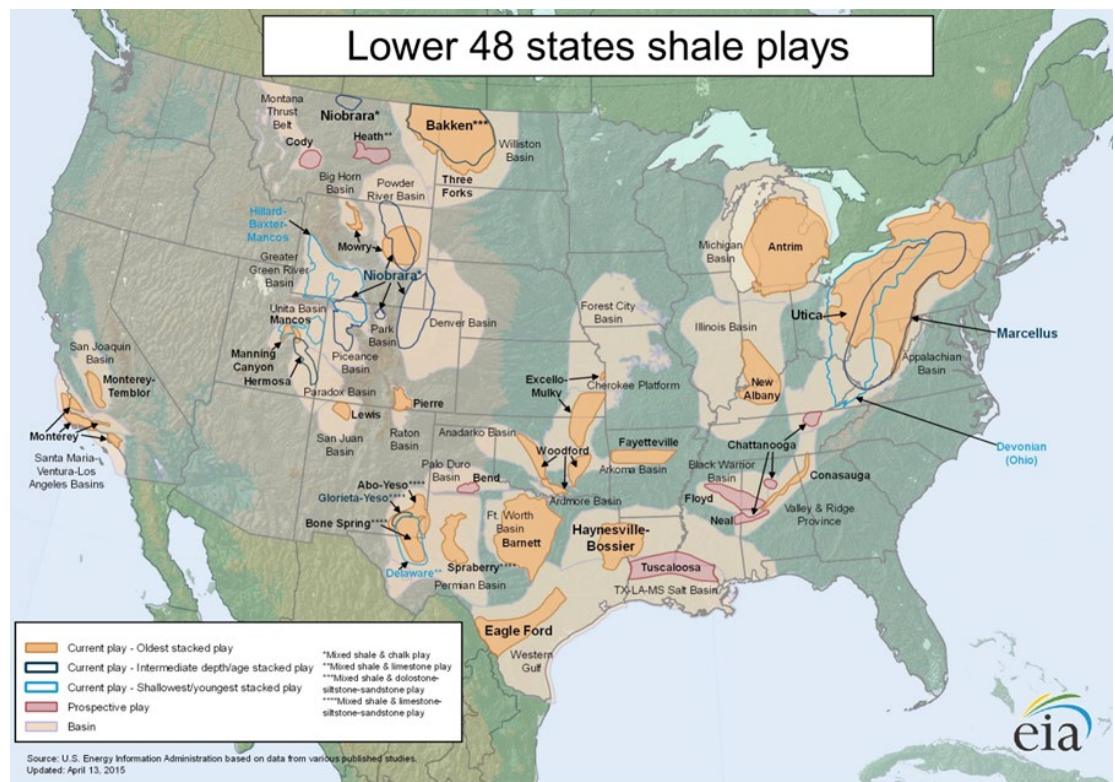 Lower 48 states shale plays
Montana
Thrust
Belt
Niobrara*
Bakken***
Cody
Heath**
Williston
Basin
Big Horn
Basin
Powder
River Basin
Three
Forks
Hillard-
Baxter-
Mancos
Mowry
Greater
Green River
Basin
Niobrara*
Michigan
Basin
Antrim
Forest City
Basin
Illinois Basin
Utica
Marcellus
Appalachian
Basin
Unita Basin
Mancos
Park
Basin
Denver Basin
San Joaquin
Basin
Manning
Canyon
Hermosa
Piceance
Basin
Monterey-
Temblor
Paradox Basin
Excello-
Mulky
Cherokee Platform
New
Albany
Lewis
Pierre
Monterey
San Juan
Basin
Raton
Basin
Anadarko Basin
Woodford
Fayetteville
Chattanooga
Devonian
(Ohio)
Santa Maria-
Ventura-Los
Angeles Basins
Palo Duro
Basin
Bend
Arkoma Basin
Black Warrior
Basin
Conasauga
Abo-Yeso****
Glorieta-Yeso****
Ardmore Basin
Floyd
Neal
Valley & Ridge
Province
Bone Spring****
Ft. Worth
Basin
Barnett
Haynesville-
Bossier
Delaware**
Spraberry****
Permian Basin
Tuscaloosa
TX-LA-MS Salt Basin
Eagle Ford
Western
Gulf
Current play - Oldest stacked play
Current play - Intermediate depth/age stacked play
Current play - Shallowest/youngest stacked play
Prospective play
Basin
*Mixed shale & chalk play
**Mixed shale & limestone play
***Mixed shale & dolostone-
siltstone-sandstone play
****Mixed shale & limestone-
siltstone-sandstone play
Source: U.S. Energy Information Administration based on data from various published studies.
Updated: April 13, 2015
eia